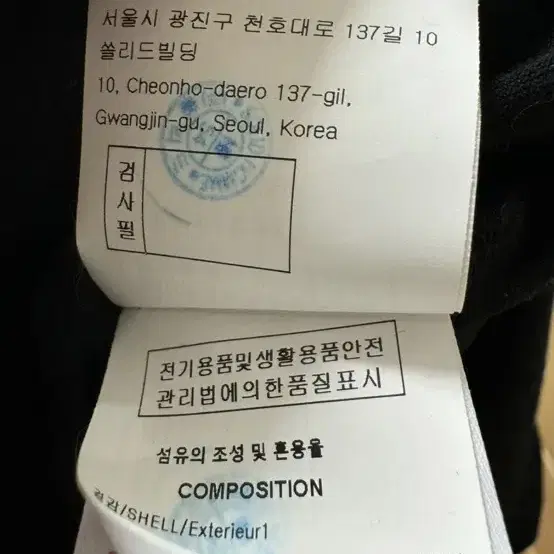 서울시 광진구 천호대로 137길 10
쏠리드빌딩
10, Cheonho-daero 137-gil,
Gwangjin-gu, Seoul, Korea
검사필
전기용품및생활용품안전
관리법에의한품질표시
섬유의 조성 및 혼용율
COMPOSITION
겉감/SHELL/Exterieur1